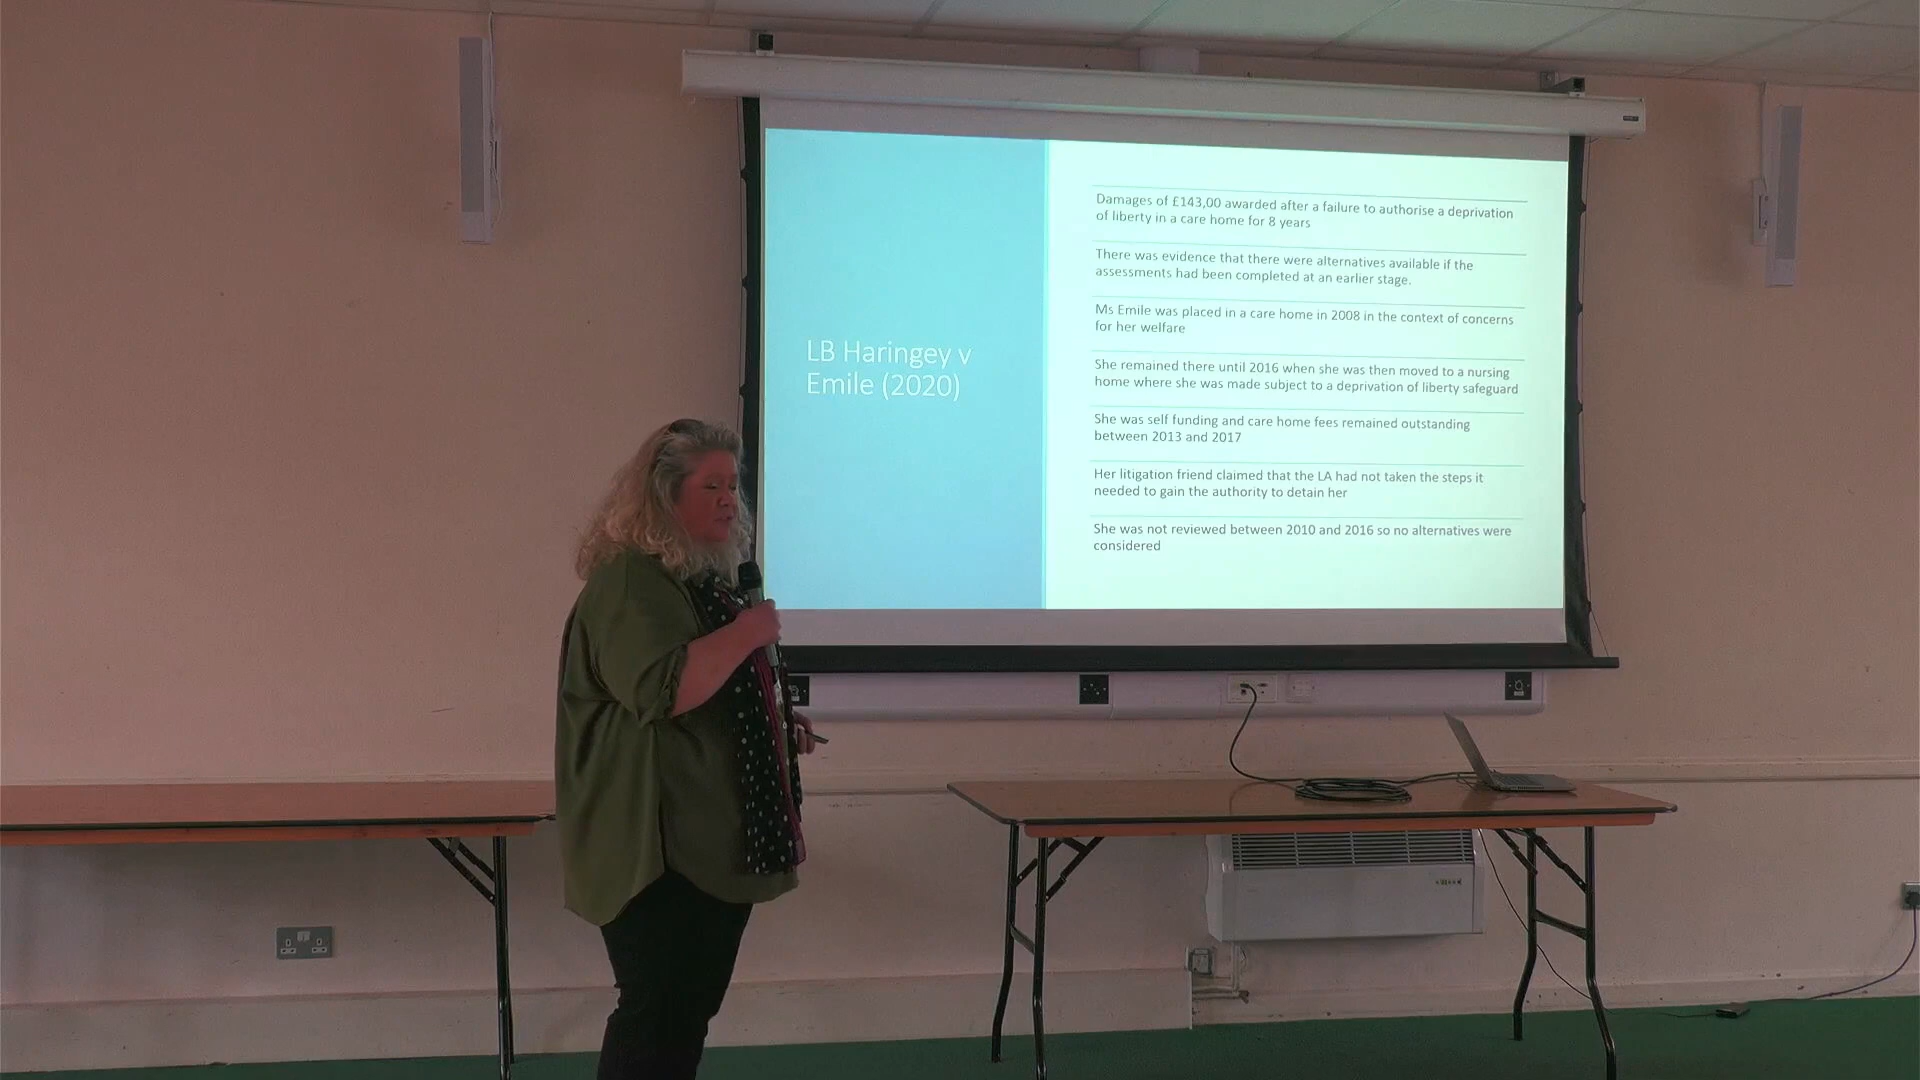 LB Haringey v
Emile (2020)
Damages of £143,00 awarded after a failure to authorise a deprivation
of liberty in a care home for 8 years
There was evidence that there were alternatives available if the
assessments had been completed at an earlier stage.
Ms Emile was placed in a care home in 2008 in the context of concerns
for her welfare
She remained there until 2016 when she was then moved to a nursing
home where she was made subject to a deprivation of liberty safeguard
She was self funding and care home fees remained outstanding
between 2013 and 2017
Her litigation friend claimed that the LA had not taken the steps it
needed to gain the authority to detain her
She was not reviewed between 2010 and 2016 so no alternatives were
considered